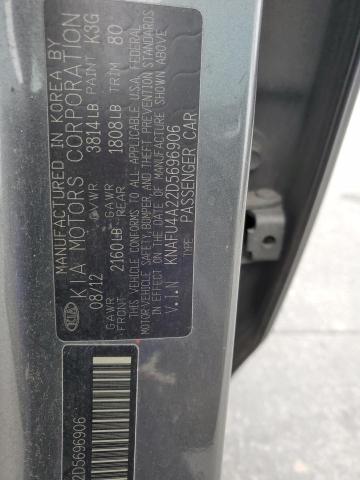 MANUFACTURED IN KOREA BY
KIA KIA MOTORS CORPORATION
08/12 GVWR 3814LB PAINT K3G
GAWR FRONT: 2160LB GAWR REAR 1808LB TRIM 80
THIS VEHICLE CONFORMS TO ALL APPLICABLE U.S.A. FEDERAL
MOTOR VEHICLE SAFETY, BUMPER, AND THEFT PREVENTION
STANDARDS IN EFFECT ON THE DATE OF MANUFACTURE SHOWN ABOVE
V.I.N KNAFU4A22D5696906
PASSENGER CAR
2D5696906